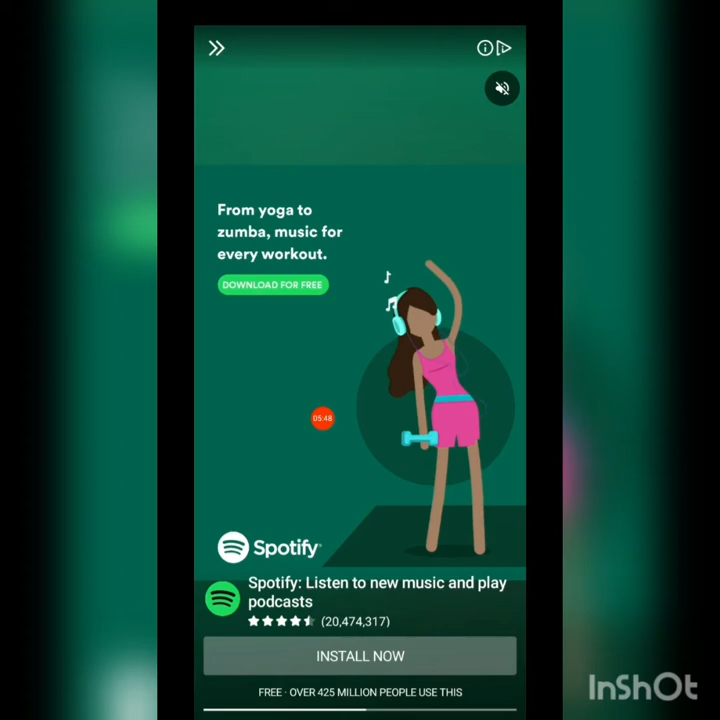 From yoga to
zumba, music for
every workout.
DOWNLOAD FOR FREE
05:48
Spotify
Spotify: Listen to new music and play
podcasts
(20,474,317)
INSTALL NOW
FREE · OVER 425 MILLION PEOPLE USE THIS
InShOt